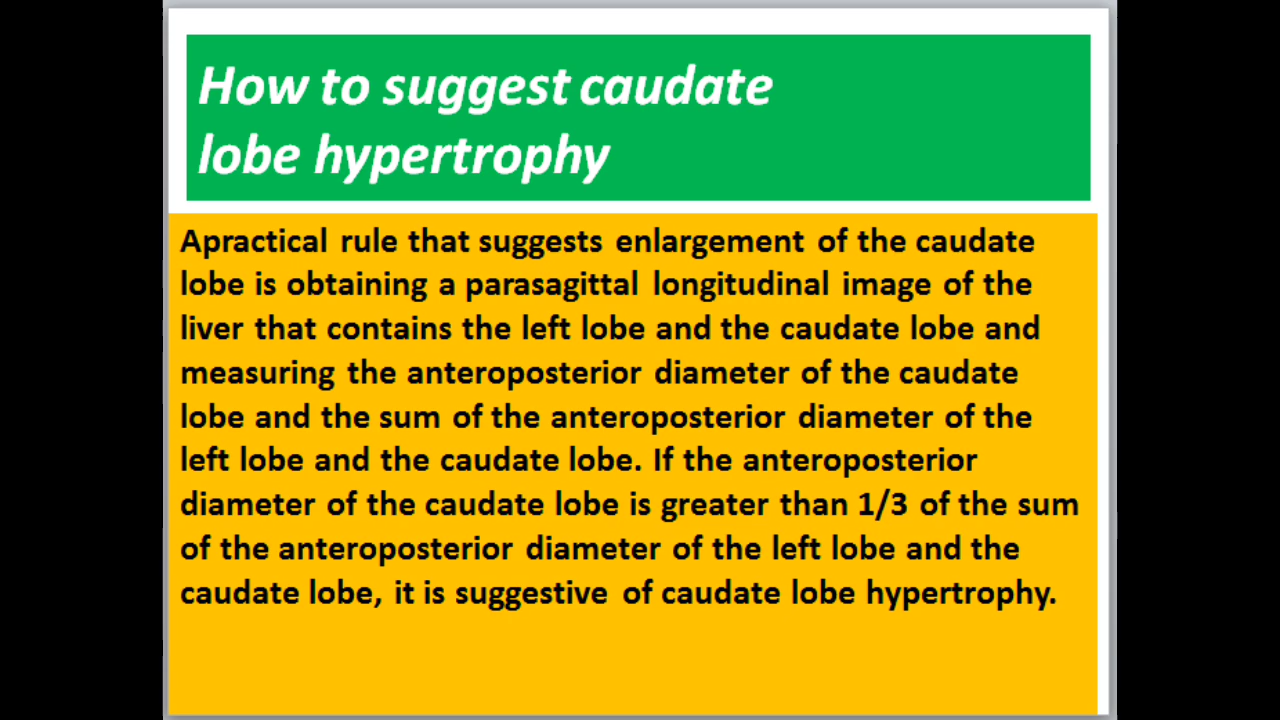 How to suggest caudate
lobe hypertrophy
Apractical rule that suggests enlargement of the caudate
lobe is obtaining a parasagittal longitudinal image of the
liver that contains the left lobe and the caudate lobe and
measuring the anteroposterior diameter of the caudate
lobe and the sum of the anteroposterior diameter of the
left lobe and the caudate lobe. If the anteroposterior
diameter of the caudate lobe is greater than 1/3 of the sum
of the anteroposterior diameter of the left lobe and the
caudate lobe, it is suggestive of caudate lobe hypertrophy.